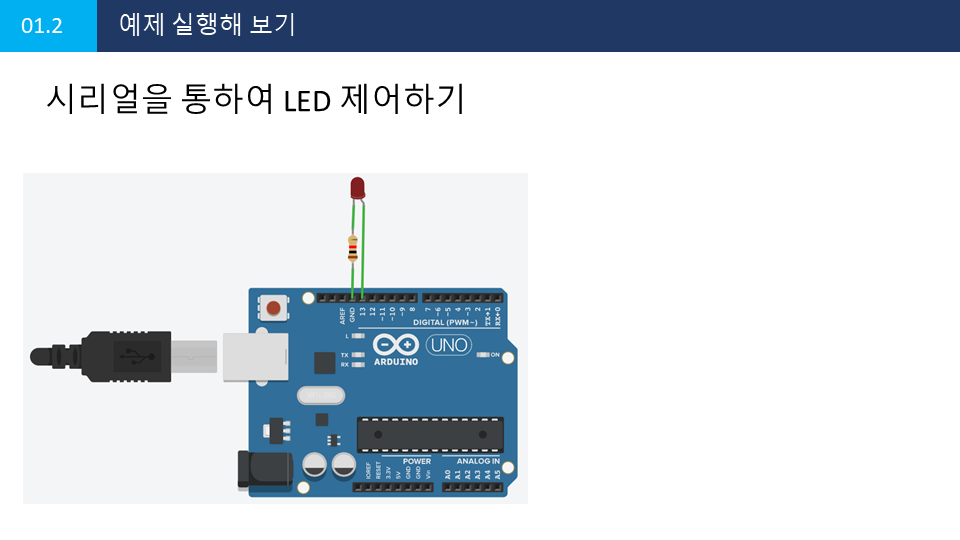 01.2
예제 실행해 보기
시리얼을 통하여 LED 제어하기
AREF
GND
13
12
~11
~10
~9
8
7
~6
~5
4
~3
2
TX→1
RX←0
DIGITAL (PWM~)
L
TX
RX
ARDUINO
UNO
ON
POWER
ANALOG IN
IOREF
RESET
3.3V
5V
GND
GND
Vin
A0
A1
A2
A3
A4
A5